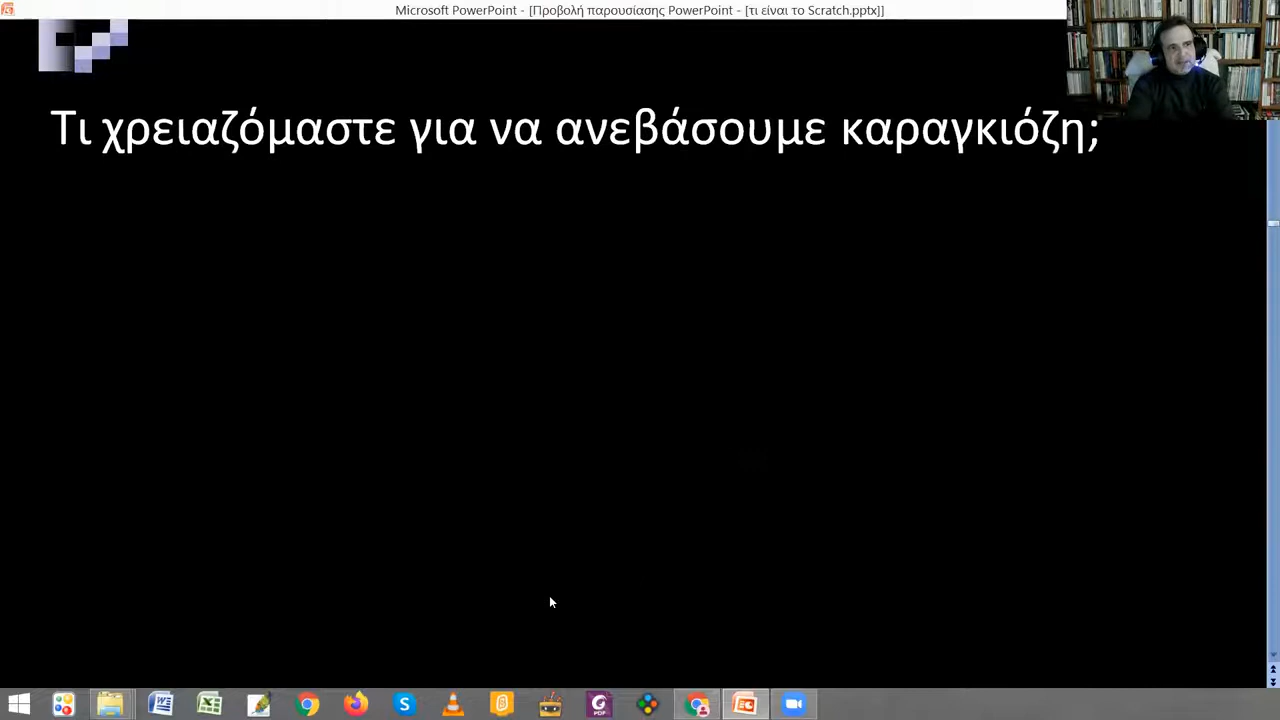 Microsoft PowerPoint - [Προβολή παρουσίασης PowerPoint - [τι είναι το Scratch.pptx]]
Τι χρειαζόμαστε για να ανεβάσουμε καραγκιόζη;